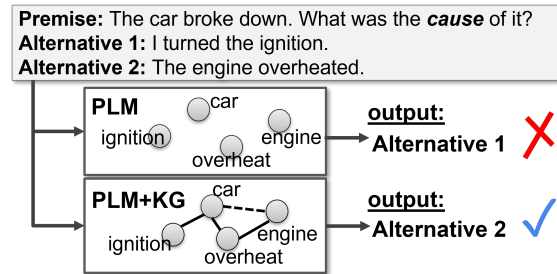 Premise: The car broke down. What was the cause of it?
Alternative 1: I turned the ignition.
Alternative 2: The engine overheated.
PLM
car
ignition
engine
overheat
output:
Alternative 1
PLM+KG
car
ignition
engine
overheat
output:
Alternative 2